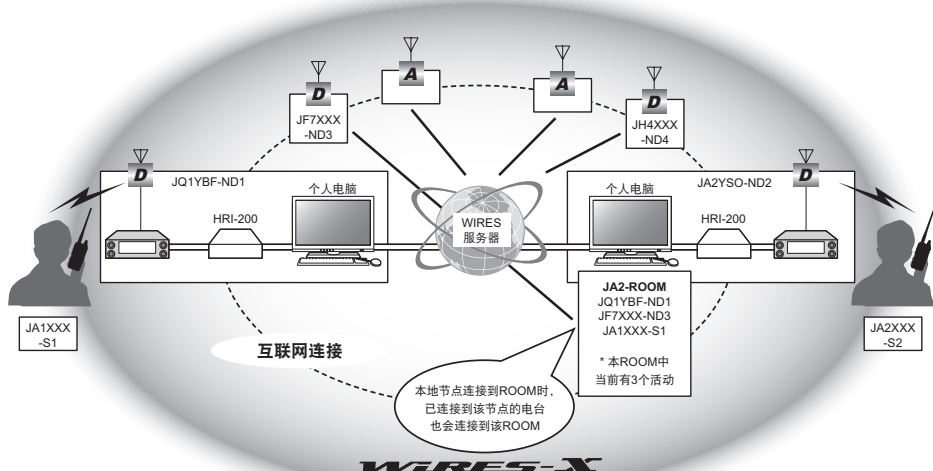 A
A
D
JF7XXX
-ND3
D
JH4XXX
-ND4
D
JQ1YBF-ND1
个人电脑
HRI-200
WIRES
服务器
个人电脑
JA2YSO-ND2
D
HRI-200
JA1XXX
-S1
JA2XXX
-S2
JA2-ROOM
JQ1YBF-ND1
JF7XXX-ND3
JA1XXX-S1
* 本ROOM中
当前有3个活动
互联网连接
本地节点连接到ROOM时，
已连接到该节点的电台
也会连接到该ROOM
WiRES-X